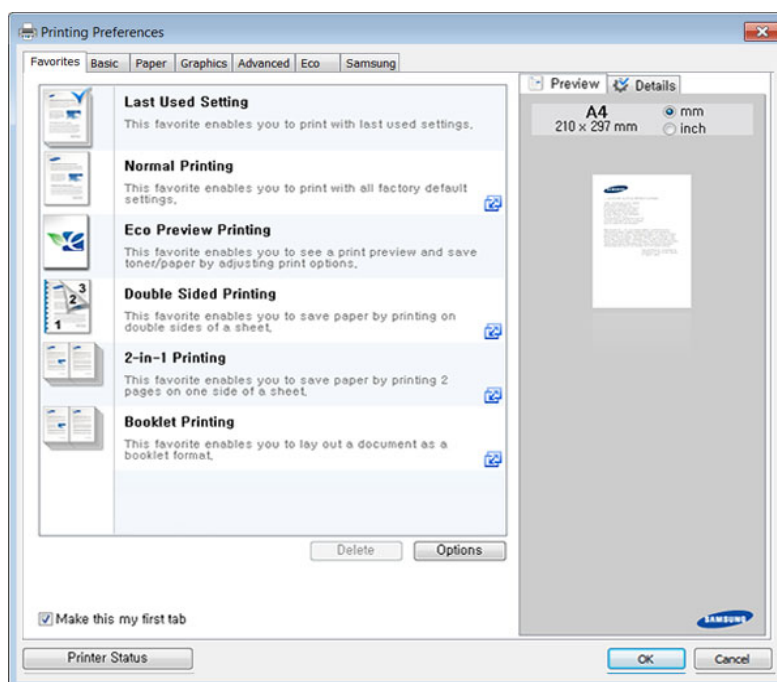 Printing Preferences
Favorites Basic Paper Graphics Advanced Eco Samsung
Last Used Setting
This favorite enables you to print with last used settings.
Normal Printing
This favorite enables you to print with all factory default
settings.
Eco Preview Printing
This favorite enables you to see a print preview and save
toner/paper by adjusting print options.
3
2
1
Double Sided Printing
This favorite enables you to save paper by printing on
double sides of a sheet.
2-in-1 Printing
This favorite enables you to save paper by printing 2
pages on one side of a sheet.
Booklet Printing
This favorite enables you to lay out a document as a
booklet format.
Delete Options
Make this my first tab
Preview Details
A4
210 × 297 mm
mm
inch
SAMSUNG
Printer Status
OK Cancel